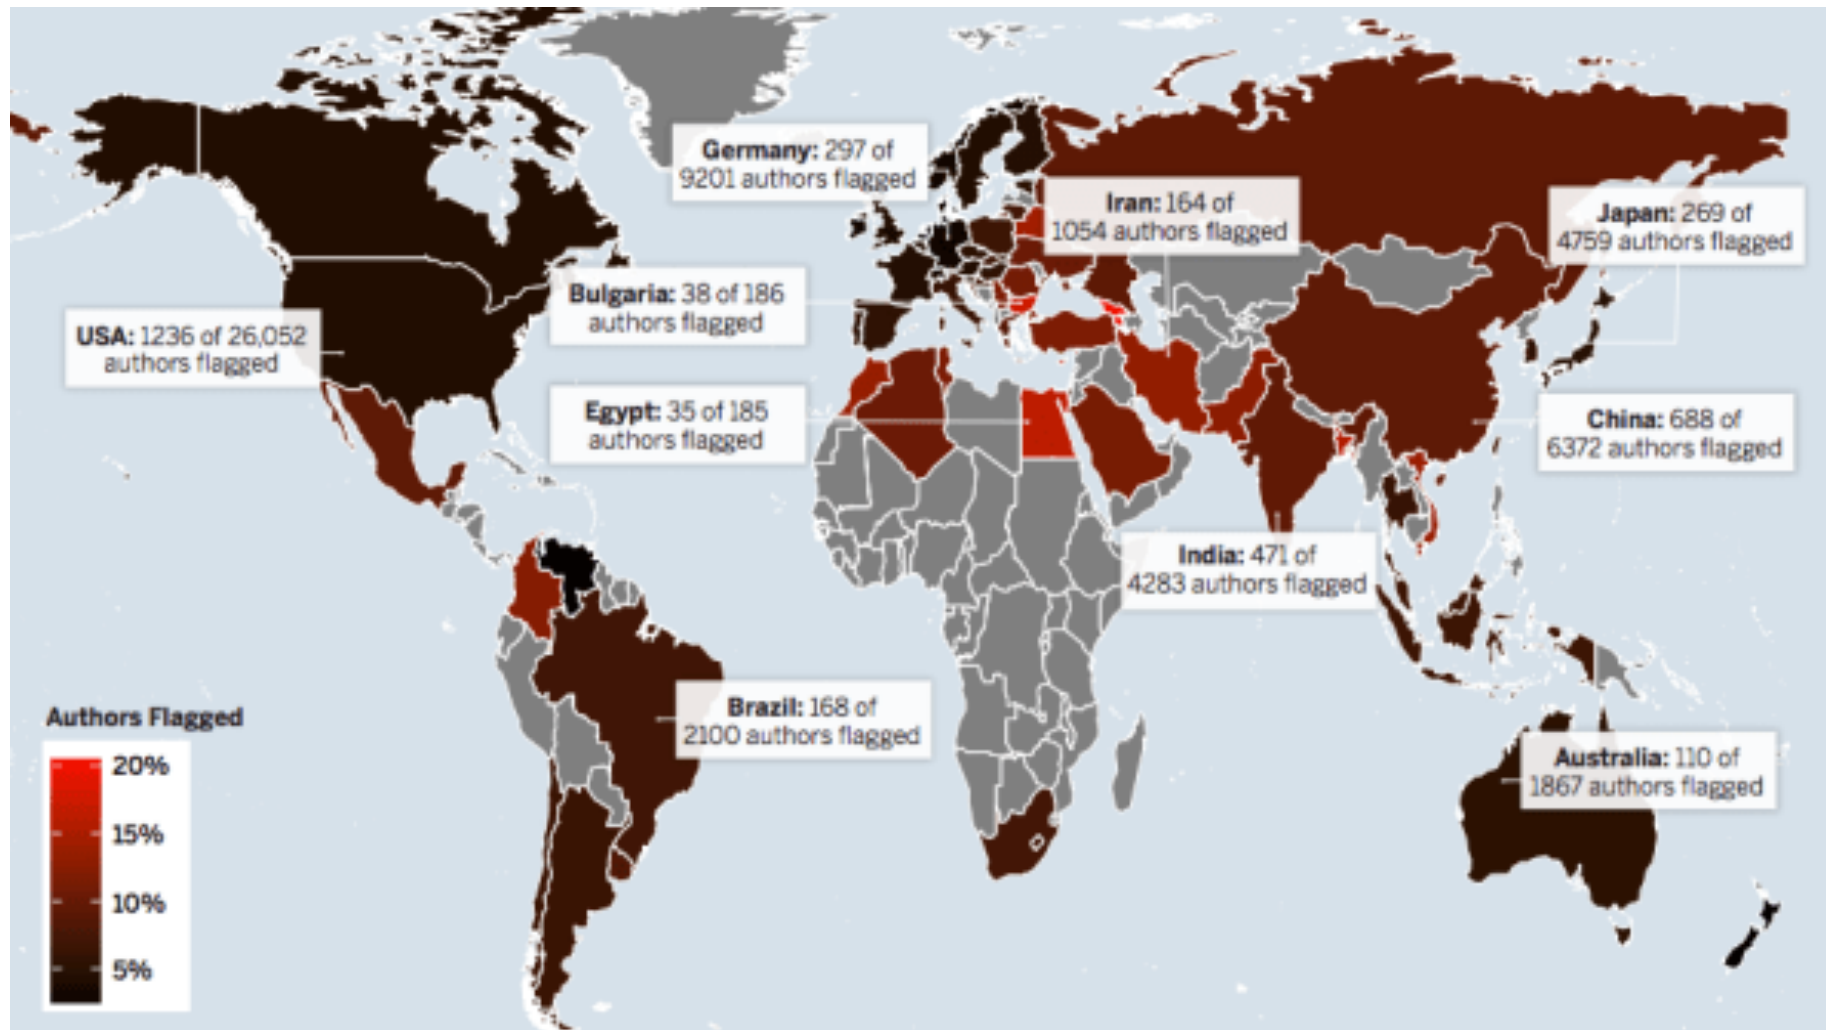 Germany: 297 of
9201 authors flagged
Iran: 164 of
1054 authors flagged
Japan: 269 of
4759 authors flagged
Bulgaria: 38 of 186
authors flagged
USA: 1236 of 26,052
authors flagged
Egypt: 35 of 185
authors flagged
China: 688 of
6372 authors flagged
India: 471 of
4283 authors flagged
Brazil: 168 of
2100 authors flagged
Australia: 110 of
1867 authors flagged
Authors Flagged
20%
15%
10%
5%